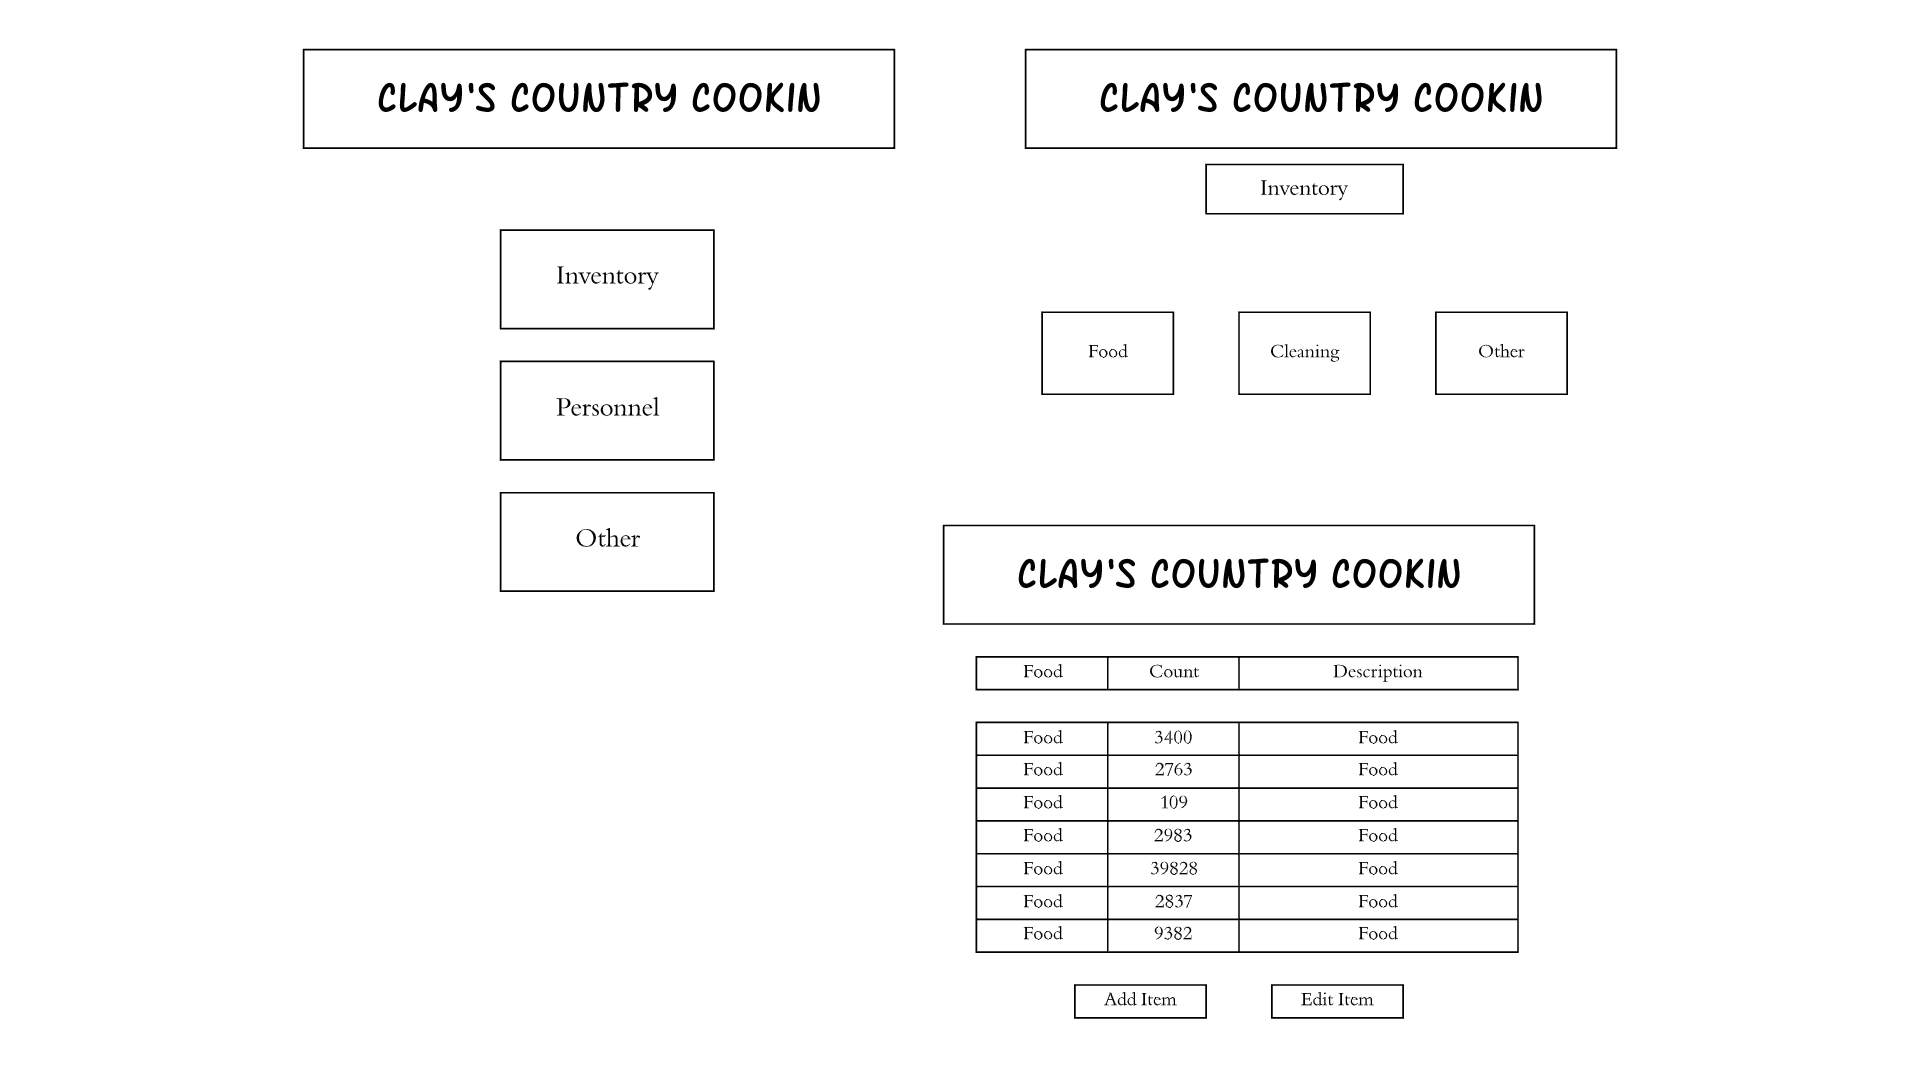 CLAY'S COUNTRY COOKIN
Inventory
Personnel
Other
CLAY'S COUNTRY COOKIN
Inventory
Food Cleaning Other
CLAY'S COUNTRY COOKIN
Food Count Description
Food 3400 Food
Food 2763 Food
Food 109 Food
Food 2983 Food
Food 39828 Food
Food 2837 Food
Food 9382 Food
Add Item Edit Item